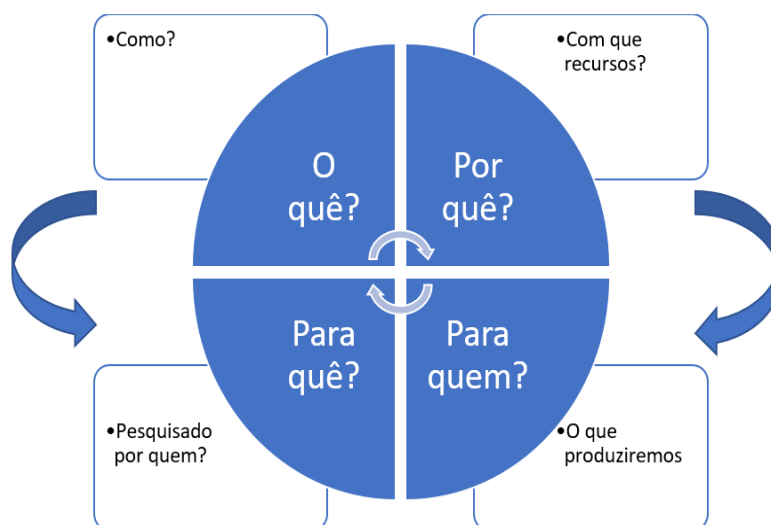 •Como?
•Com que
recursos?
O
quê?
Por
quê?
Para
quê?
Para
quem?
•Pesquisado
por quem?
•O que
produziremos